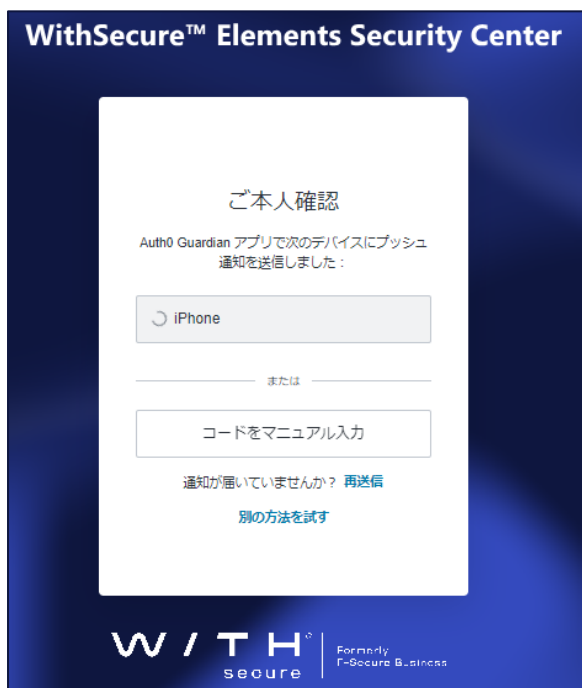 WithSecure™ Elements Security Center
ご本人確認
Auth0 Guardian アプリで次のデバイスにプッシュ
通知を送信しました：
iPhone
または
コードをマニュアル入力
通知が届いていませんか？ 再送信
別の方法を試す
W / T H°
secure
Formerly
F-Secure Business